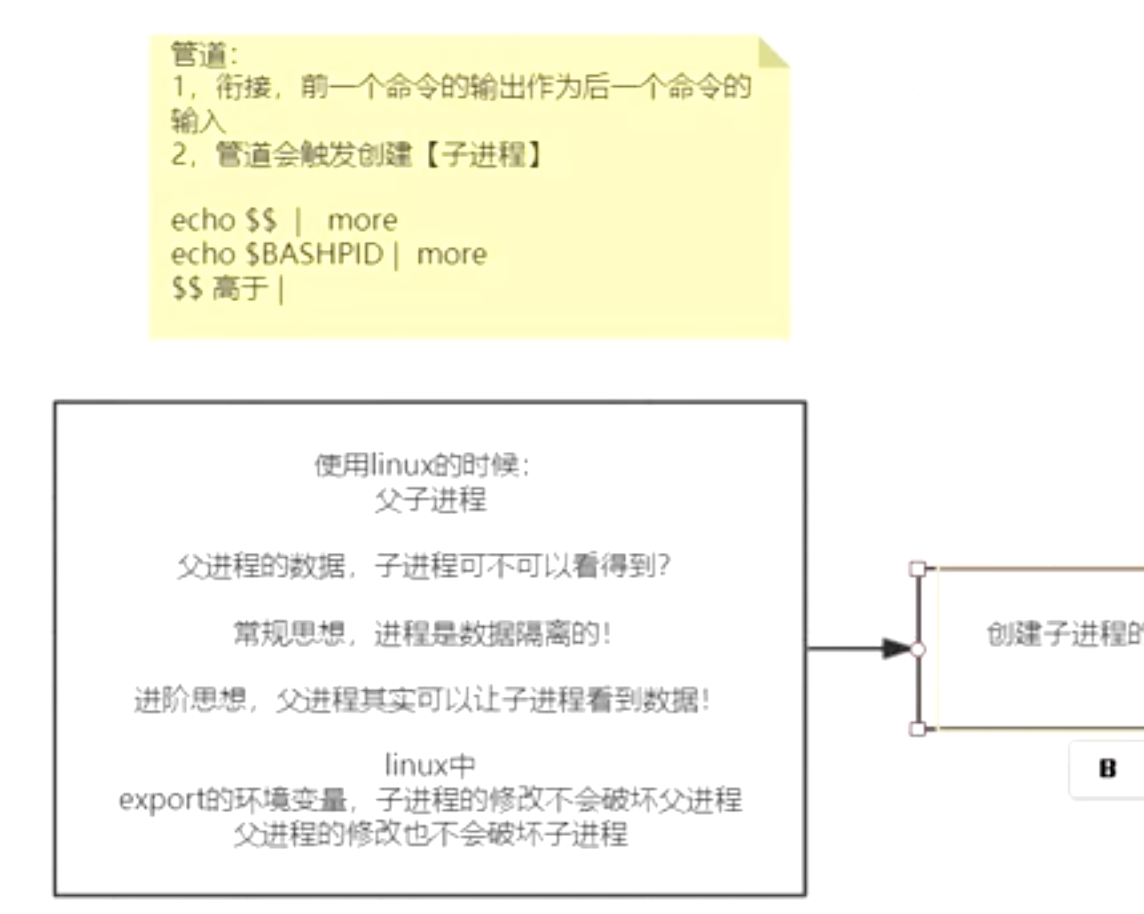 管道：
1，衔接，前一个命令的输出作为后一个命令的
输入
2，管道会触发创建【子进程】
echo $$ | more
echo $BASHPID | more
$$ 高于 |
使用linux的时候：
父子进程
父进程的数据，子进程可不可以看得到？
常规思想，进程是数据隔离的！
进阶思想，父进程其实可以让子进程看到数据！
linux中
export的环境变量，子进程的修改不会破坏父进程
父进程的修改也不会破坏子进程
创建子进程的
B